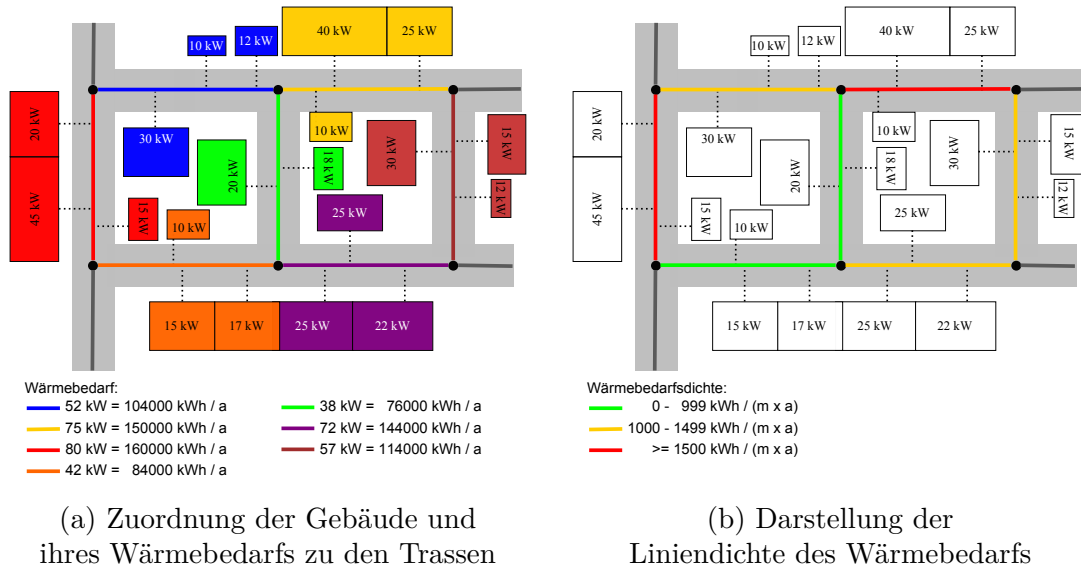 10 kW
12 kW
40 kW
25 kW
20 kW
45 kW
30 kW
20 kW
15 kW
10 kW
10 kW
18 kW
30 kW
25 kW
15 kW
12 kW
15 kW
17 kW
25 kW
22 kW
Wärmebedarf:
52 kW = 104000 kWh / a
75 kW = 150000 kWh / a
80 kW = 160000 kWh / a
42 kW = 84000 kWh / a
38 kW = 76000 kWh / a
72 kW = 144000 kWh / a
57 kW = 114000 kWh / a
(a) Zuordnung der Gebäude und
ihres Wärmebedarfs zu den Trassen
10 kW
12 kW
40 kW
25 kW
20 kW
45 kW
30 kW
20 kW
15 kW
10 kW
10 kW
18 kW
30 kW
25 kW
15 kW
12 kW
15 kW
17 kW
25 kW
22 kW
Wärmebedarfsdichte:
0 - 999 kWh / (m x a)
1000 - 1499 kWh / (m x a)
>= 1500 kWh / (m x a)
(b) Darstellung der
Liniendichte des Wärmebedarfs